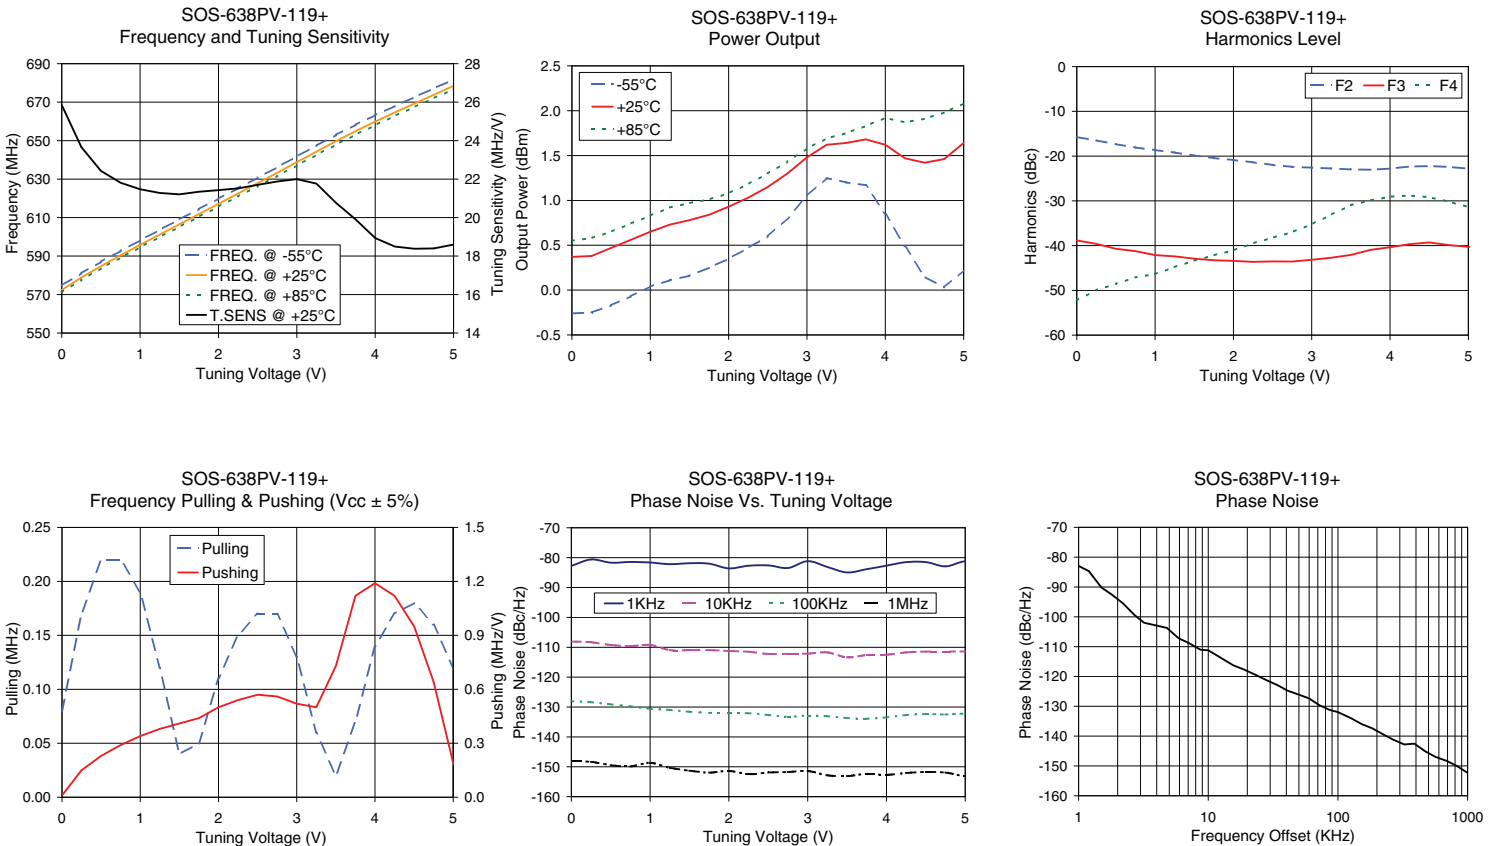 SOS-638PV-119+
Frequency and Tuning Sensitivity
690
670
650
630
610
590
570
550
28
26
24
22
20
18
16
14
Frequency (MHz)
Tuning Sensitivity (MHz/V)
FREQ. @ -55°C
FREQ. @ +25°C
FREQ. @ +85°C
T.SENS @ +25°C
0 1 2 3 4 5
Tuning Voltage (V)
SOS-638PV-119+
Power Output
2.5
2.0
1.5
1.0
0.5
0.0
-0.5
Output Power (dBm)
-55°C
+25°C
+85°C
0 1 2 3 4 5
Tuning Voltage (V)
SOS-638PV-119+
Harmonics Level
0
-10
-20
-30
-40
-50
-60
Harmonics (dBc)
F2 F3 F4
0 1 2 3 4 5
Tuning Voltage (V)
SOS-638PV-119+
Frequency Pulling & Pushing (Vcc ± 5%)
0.25
0.20
0.15
0.10
0.05
0.00
1.5
1.2
0.9
0.6
0.3
0.0
Pulling (MHz)
Pushing (MHz/V)
Pulling
Pushing
0 1 2 3 4 5
Tuning Voltage (V)
SOS-638PV-119+
Phase Noise Vs. Tuning Voltage
-70
-80
-90
-100
-110
-120
-130
-140
-150
-160
Phase Noise (dBc/Hz)
1KHz 10KHz 100KHz 1MHz
0 1 2 3 4 5
Tuning Voltage (V)
SOS-638PV-119+
Phase Noise
-70
-80
-90
-100
-110
-120
-130
-140
-150
-160
Phase Noise (dBc/Hz)
1 10 100 1000
Frequency Offset (KHz)